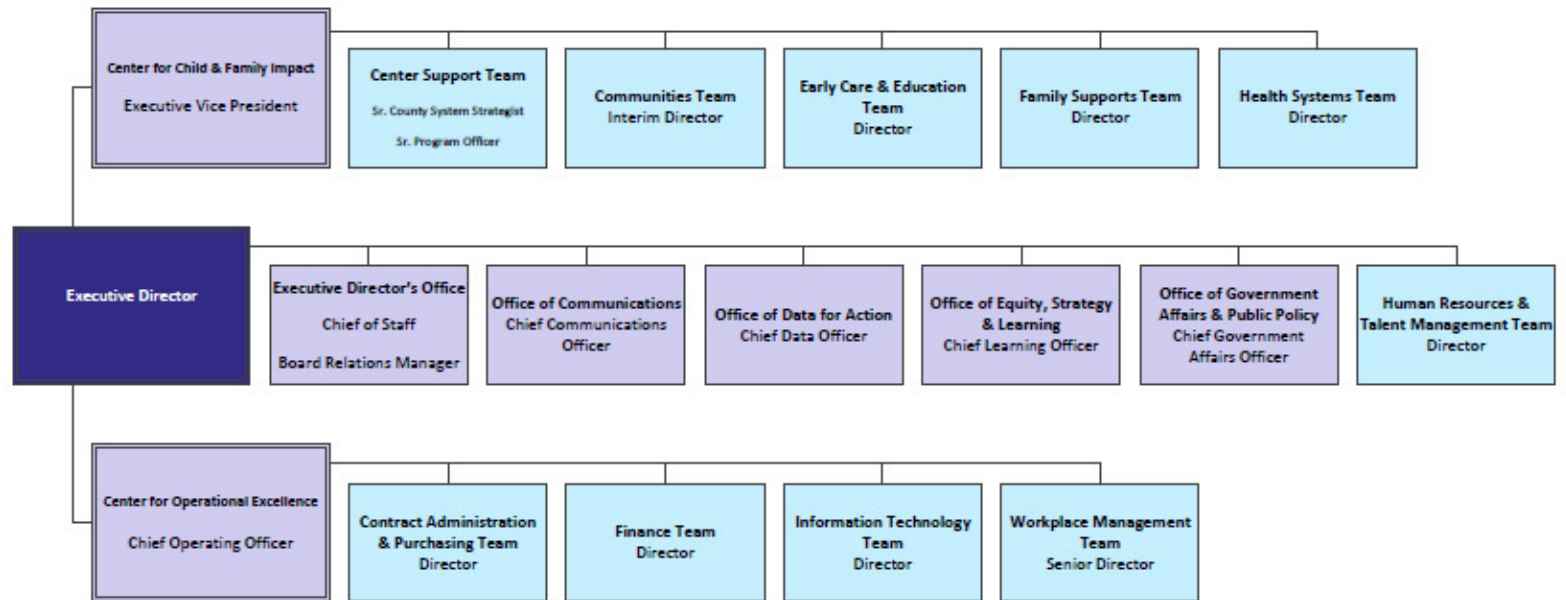 Center for Child & Family Impact
Executive Vice President
Center Support Team
Sr. County System Strategist
Sr. Program Officer
Communities Team
Interim Director
Early Care & Education
Team
Director
Family Supports Team
Director
Health Systems Team
Director
Executive Director
Executive Director's Office
Chief of Staff
Board Relations Manager
Office of Communications
Chief Communications
Officer
Office of Data for Action
Chief Data Officer
Office of Equity, Strategy
& Learning
Chief Learning Officer
Office of Government
Affairs & Public Policy
Chief Government
Affairs Officer
Human Resources &
Talent Management Team
Director
Center for Operational Excellence
Chief Operating Officer
Contract Administration
& Purchasing Team
Director
Finance Team
Director
Information Technology
Team
Director
Workplace Management
Team
Senior Director